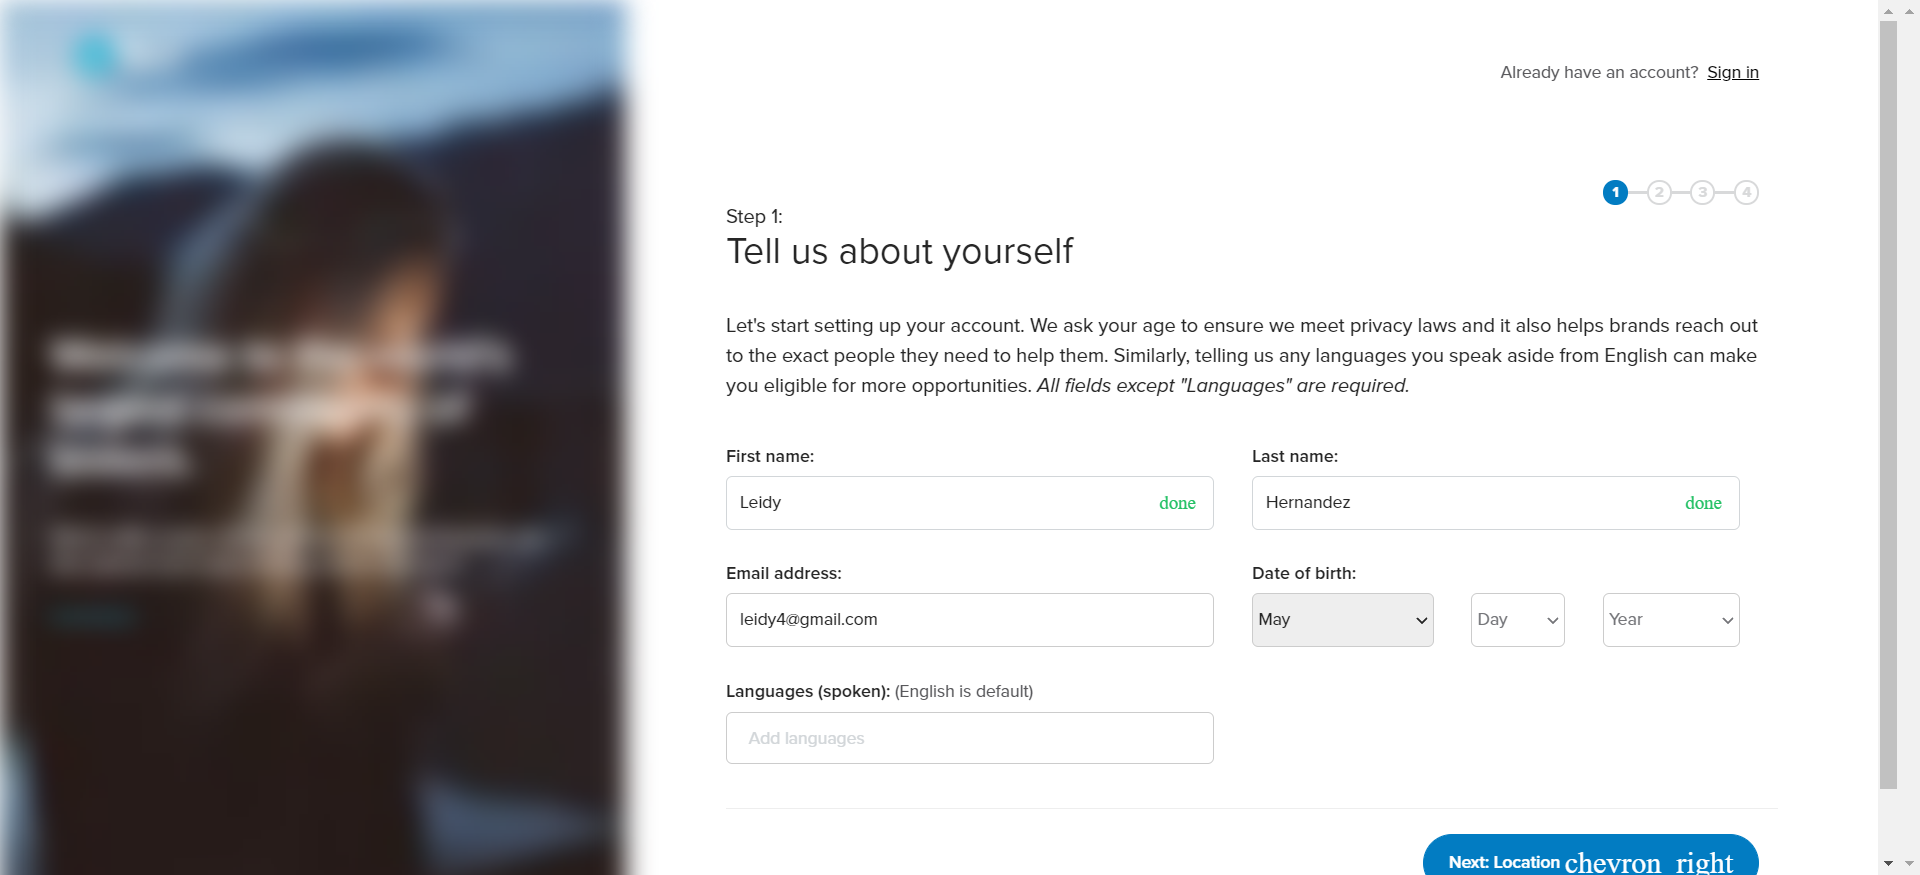 Already have an account? Sign in
1 2 3 4
Step 1:
Tell us about yourself
Let's start setting up your account. We ask your age to ensure we meet privacy laws and it also helps brands reach out
to the exact people they need to help them. Similarly, telling us any languages you speak aside from English can make
you eligible for more opportunities. All fields except "Languages" are required.
First name:
Last name:
Leidy done
Hernandez done
Email address:
Date of birth:
leidy4@gmail.com
May Day Year
Languages (spoken): (English is default)
Add languages
Next: Location chevron_right